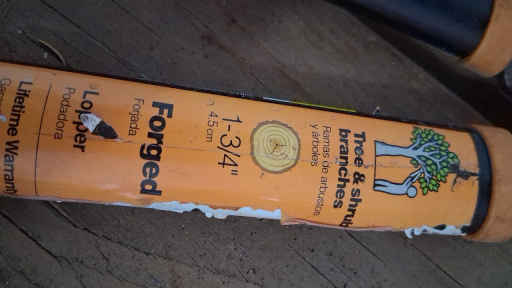 Tree & shrub
branches
Ramas de arbustos
y árboles
1-3/4"
4.5 cm
Forged
Forjada
Lopper
Podadora
Lifetime Warranty